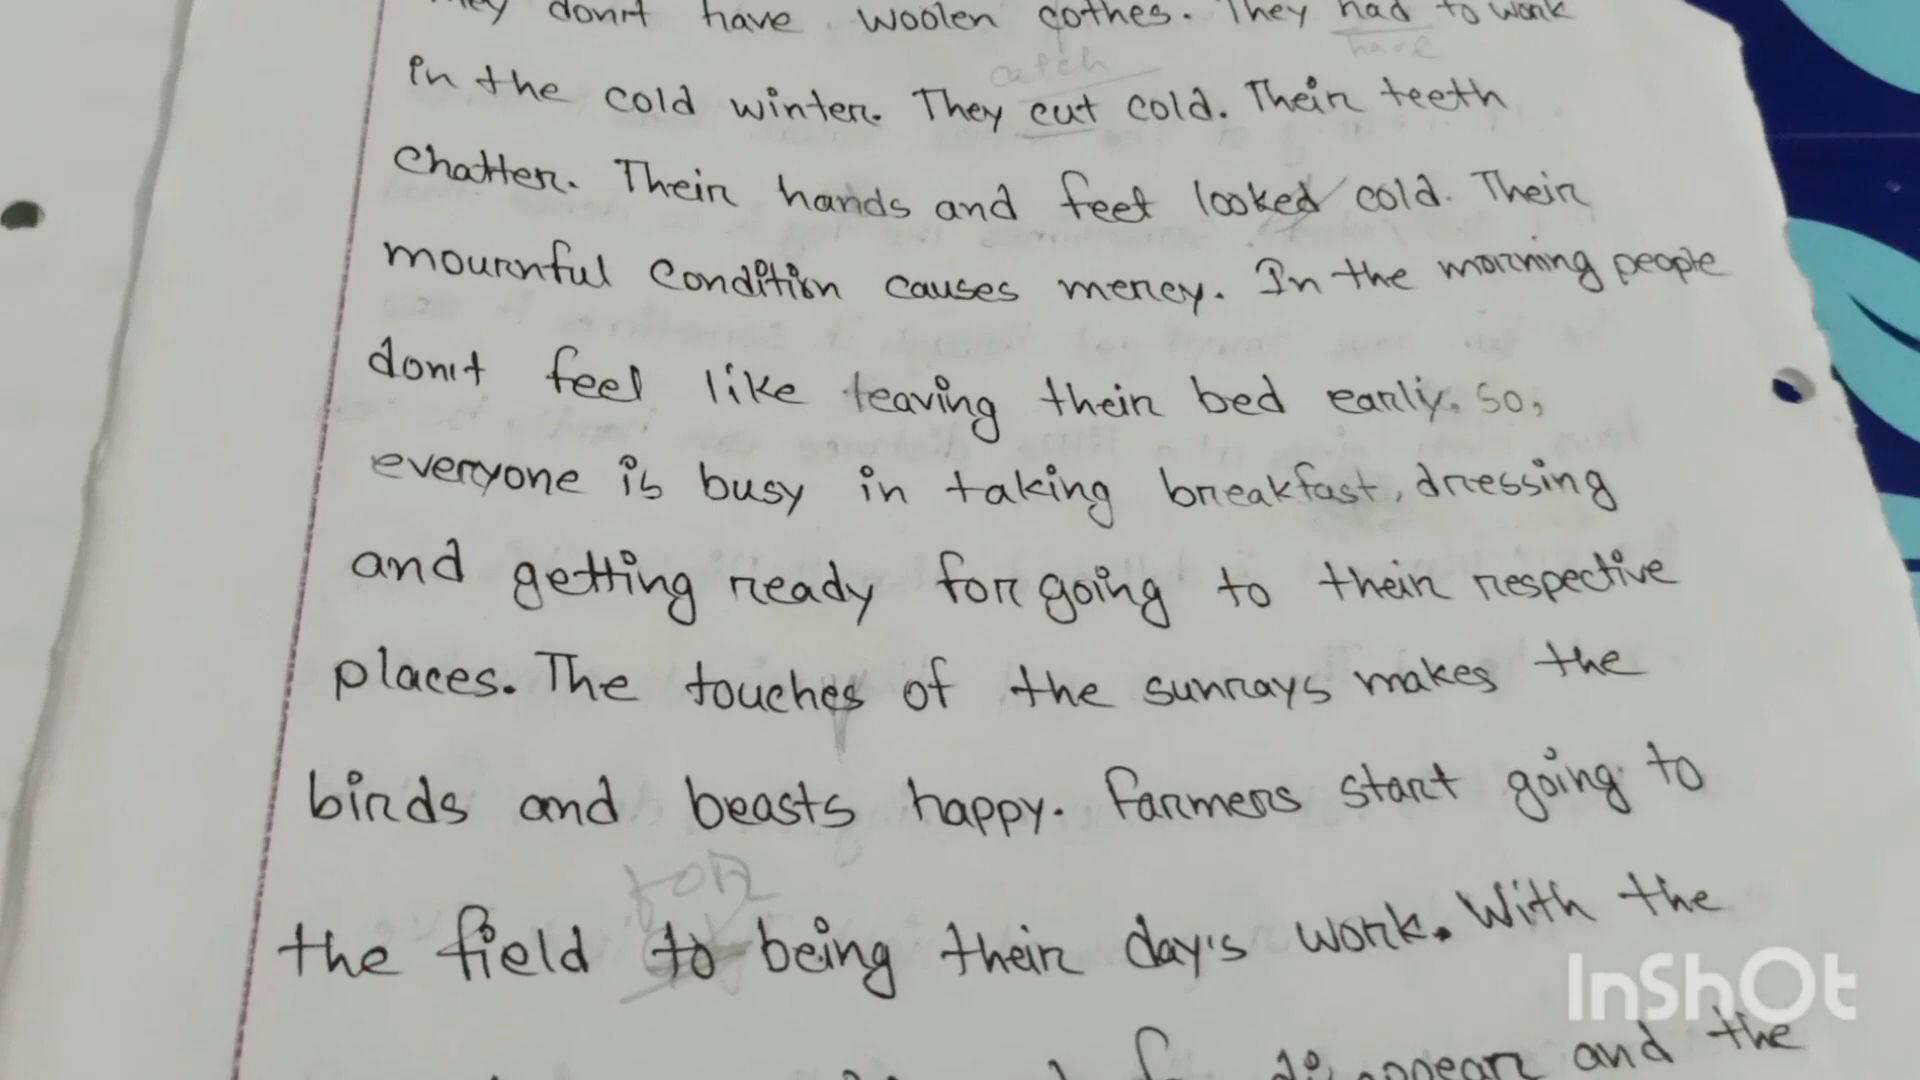 They don't have woolen cothes. They had to work
have
catch
in the cold winter. They cut cold. Their teeth
chatter. Their hands and feet looked cold. Their
mournful condition causes mercy. In the morning people
don't feel like teaving their bed early. so,
everyone is busy in taking breakfast, dressing
and getting ready for going to their respective
places. The touches of the sunrays makes the
birds and beasts happy. Farmers start going to
for
the field to being their day's work. With the
disappear and the
InShOt